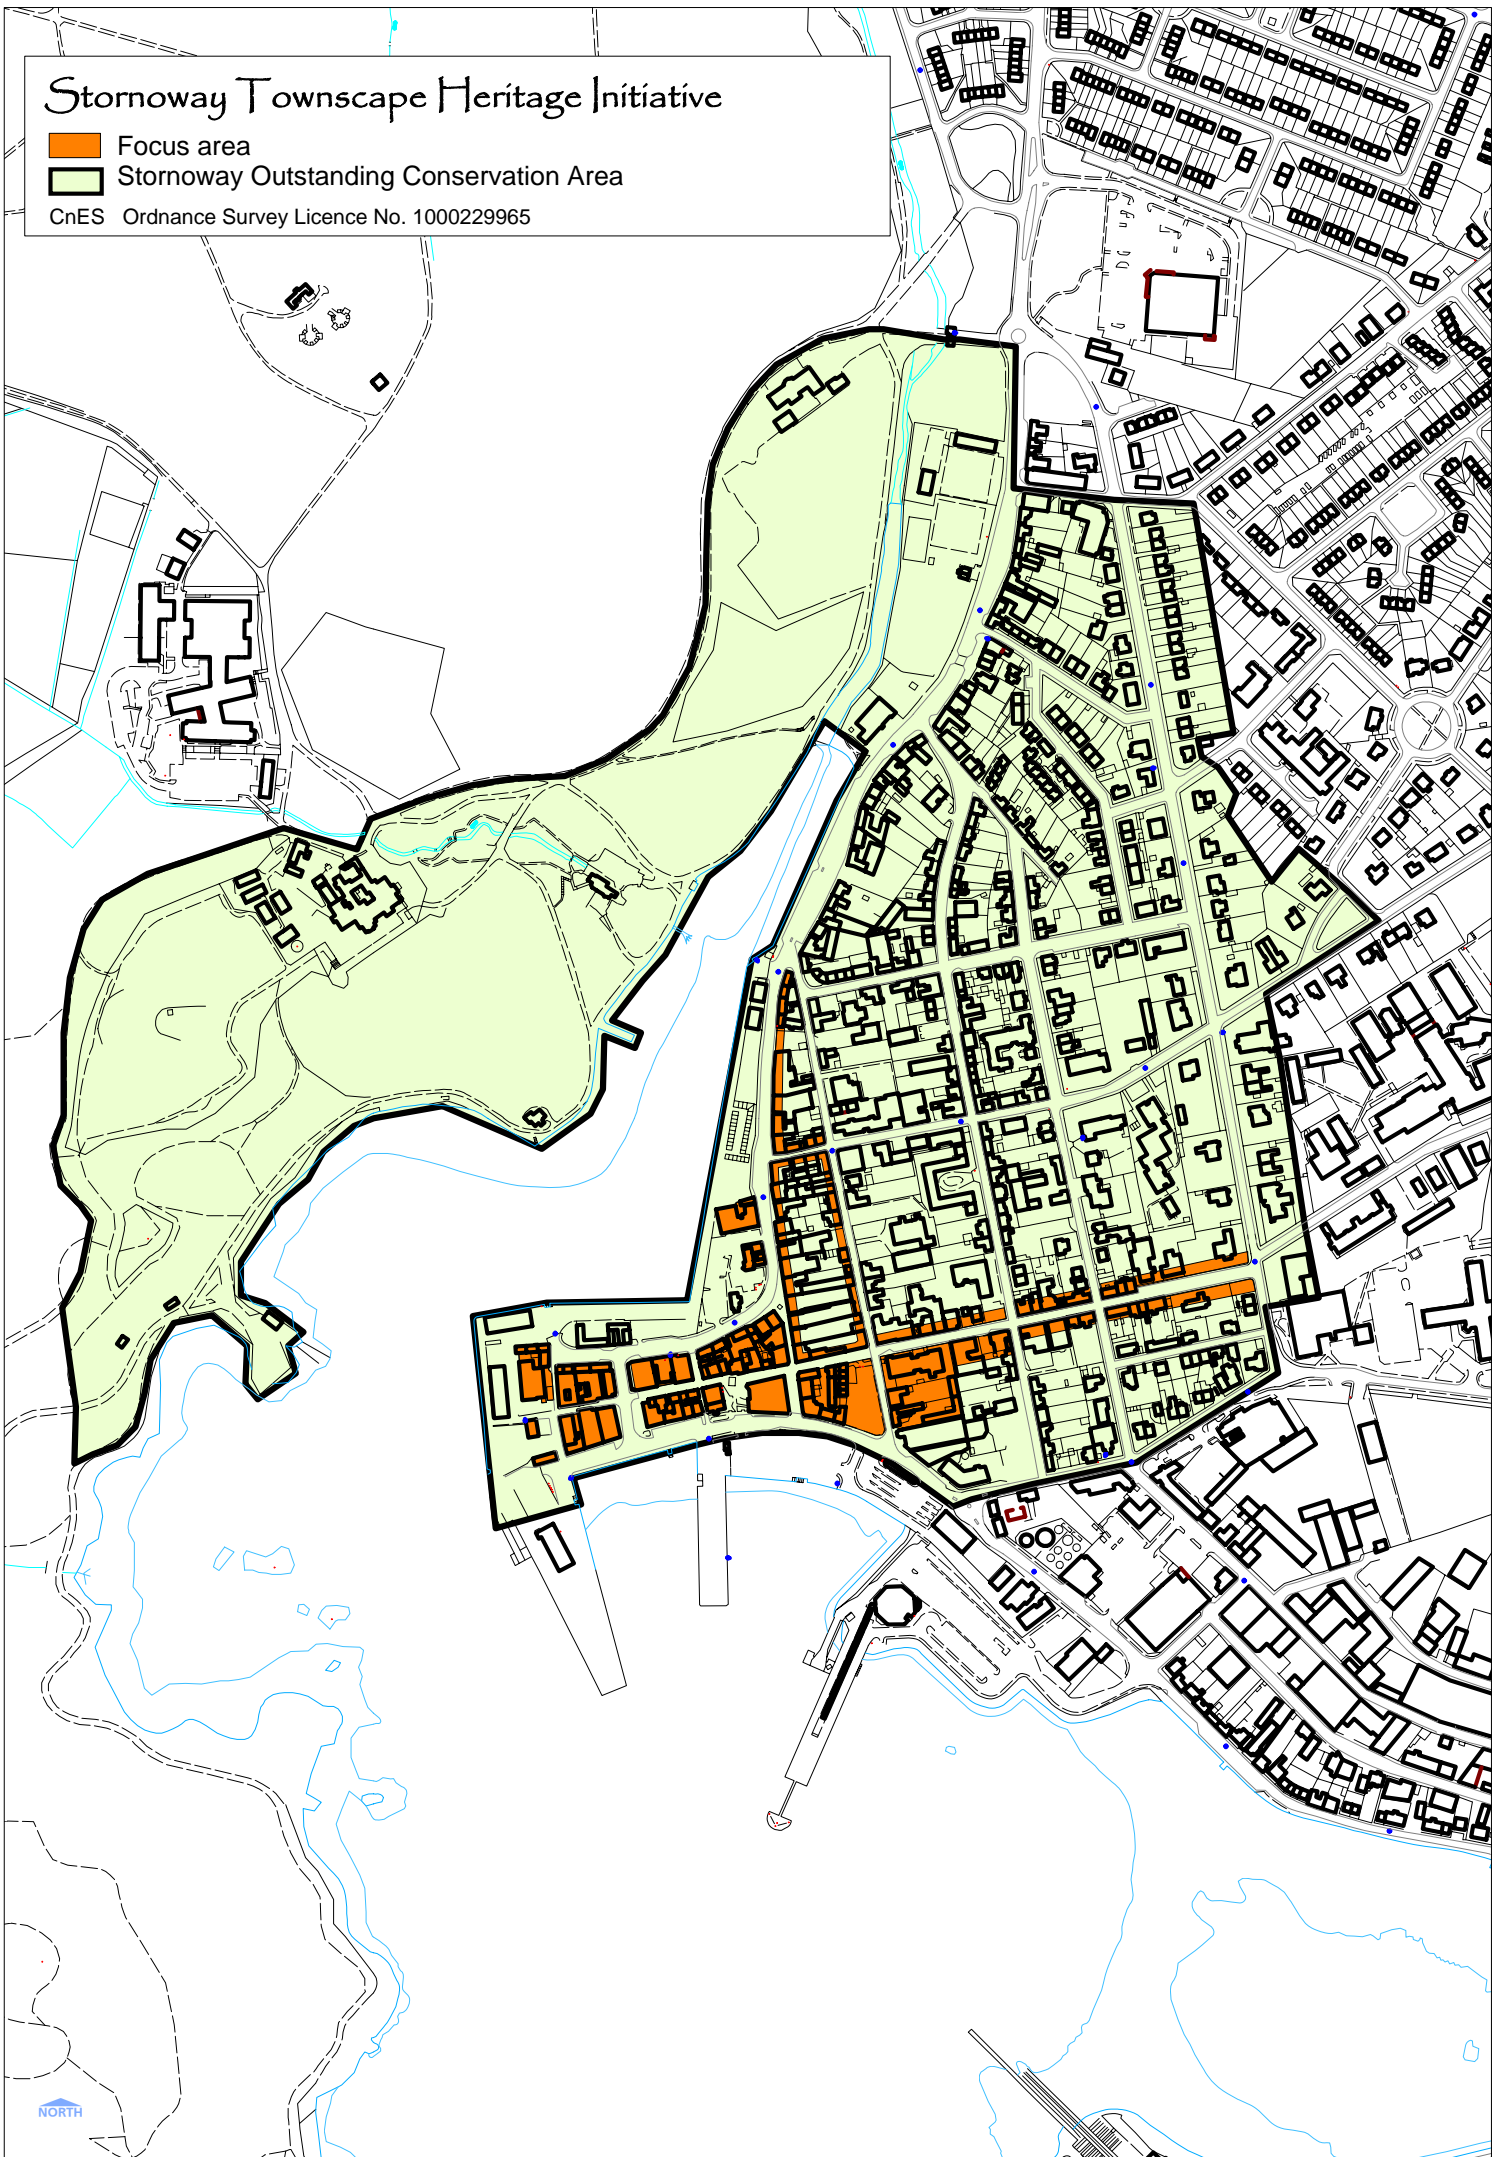 Stornoway Townscape Heritage Initiative
Focus area
Stornoway Outstanding Conservation Area
CnES Ordnance Survey Licence No. 1000229965
NORTH